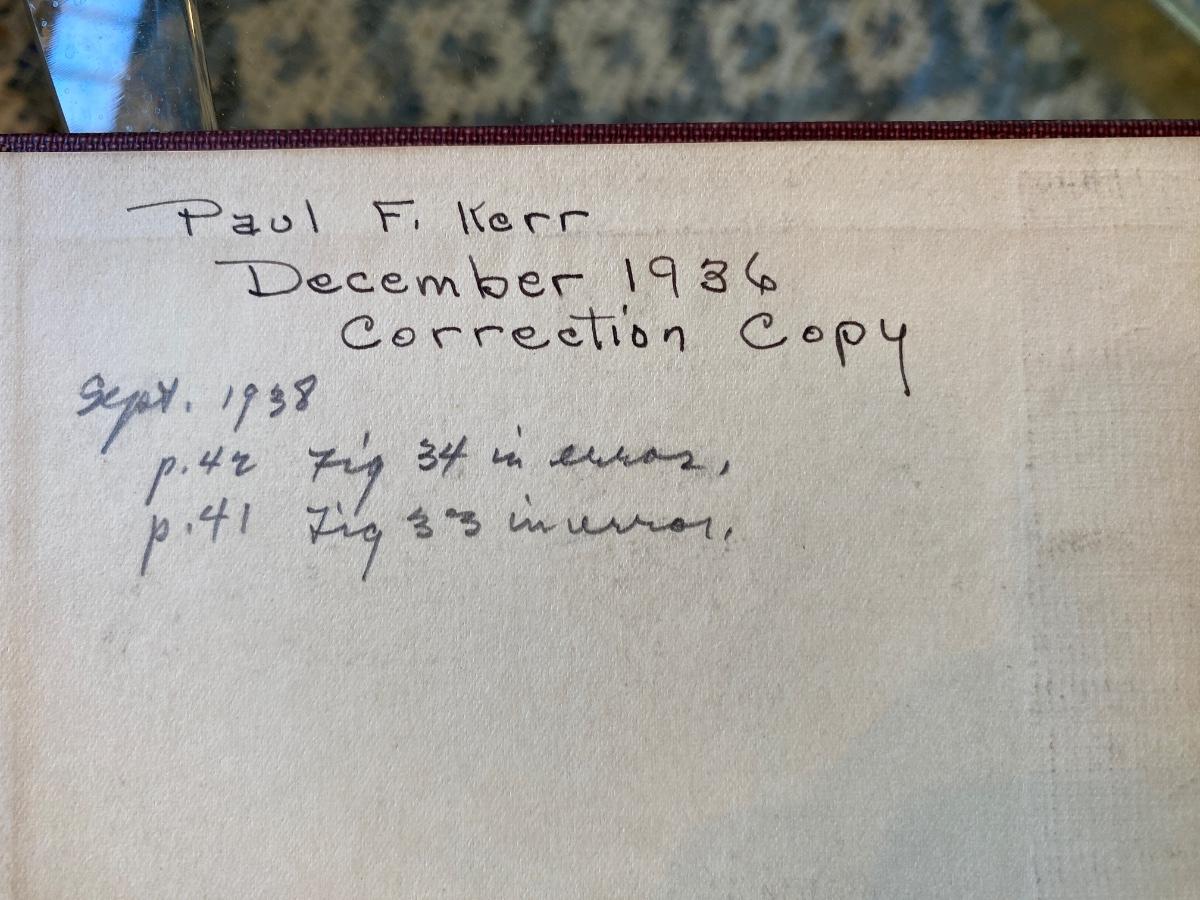 Paul F. Kerr
December 1936
Correction Copy
Sept. 1938
p.42 Fig 34 in error,
p.41 Fig 33 in error,